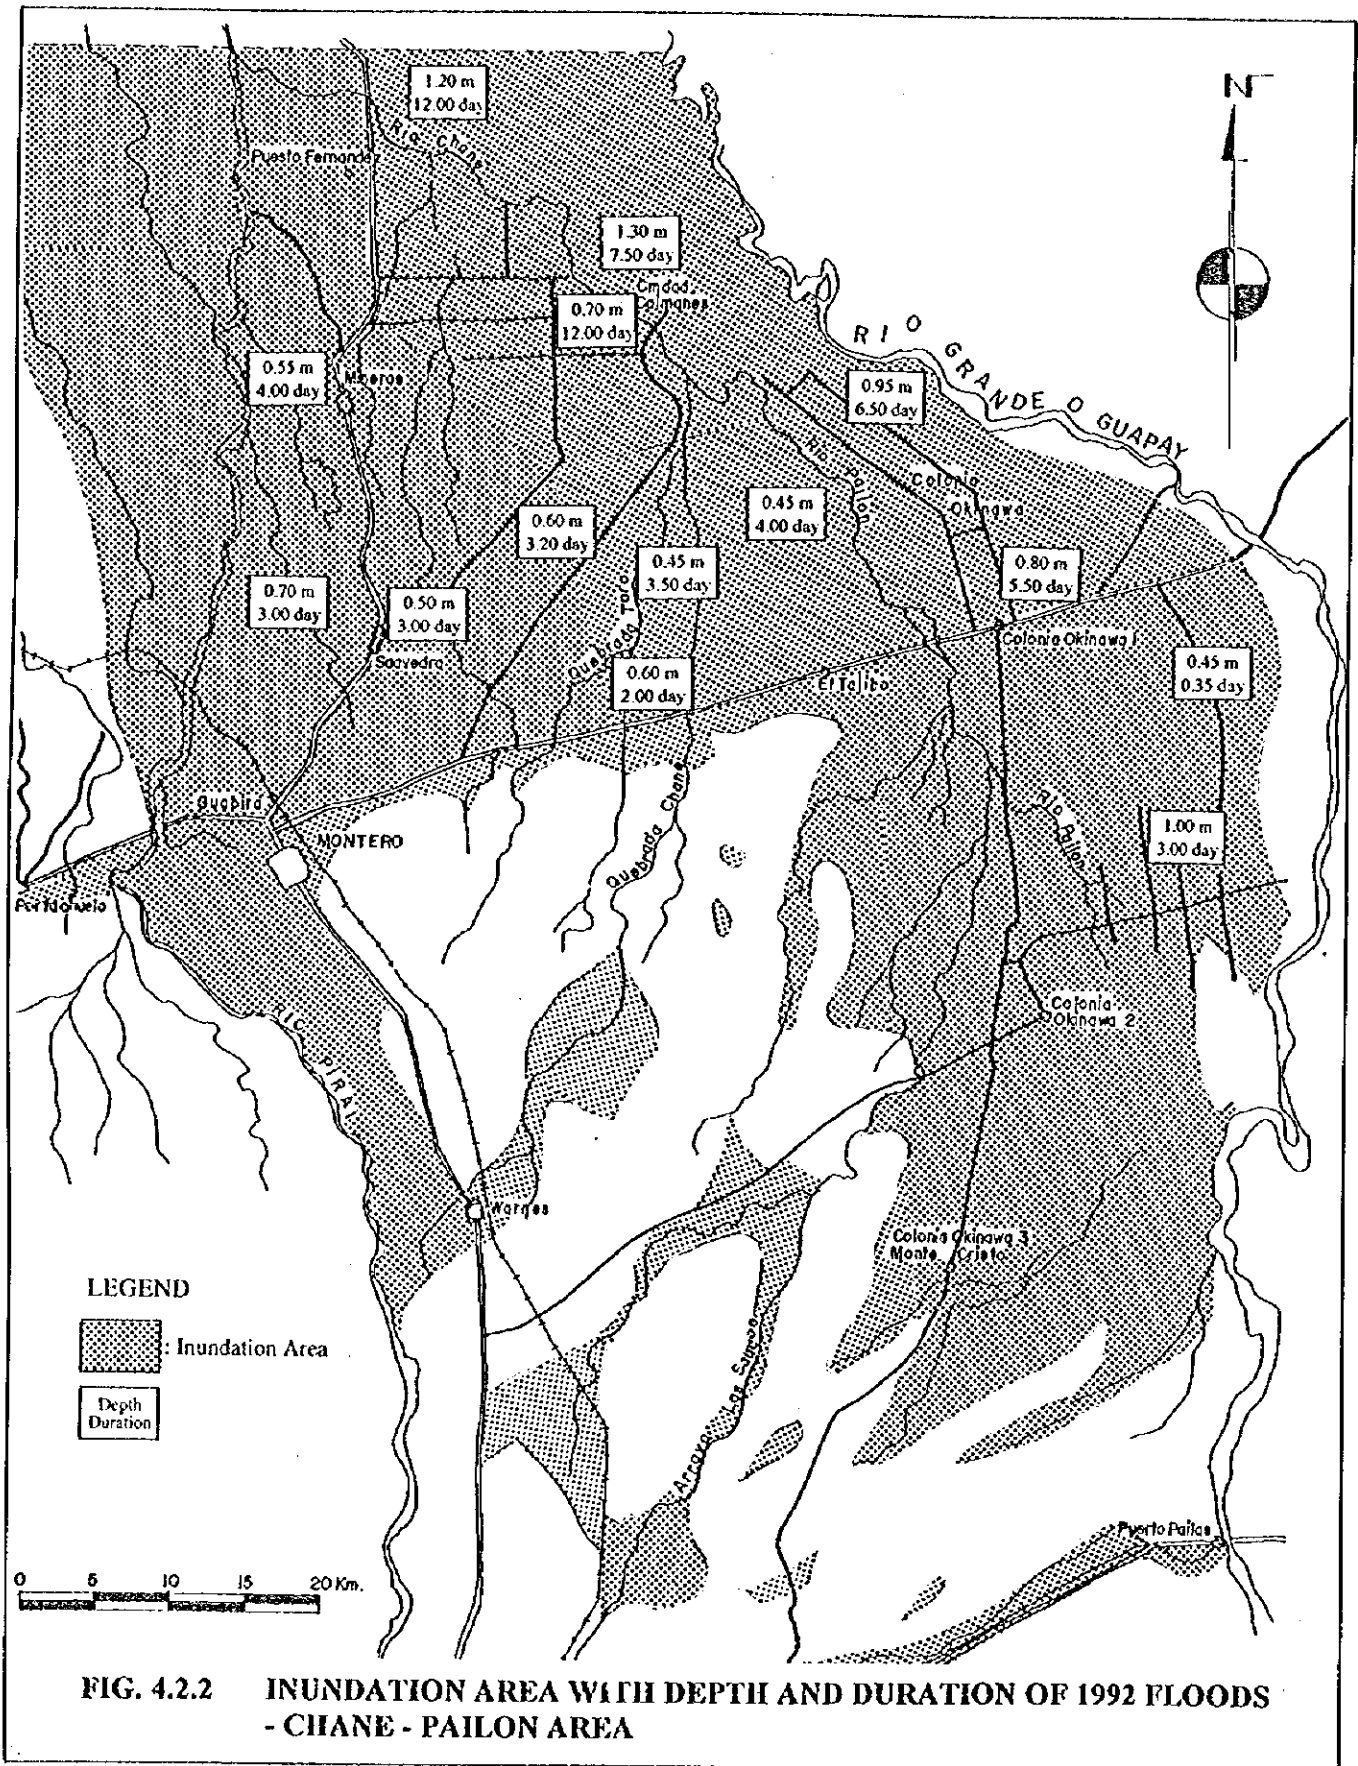 N
1.20 m
12.00 day
Rio Chane
Puesto Fernandez
1.30 m
7.50 day
0.70 m
12.00 day
RIO GRANDE O GUAPAY
0.55 m
4.00 day
0.95 m
6.50 day
Rio Pailon
Colonia
Okinawa
0.45 m
4.00 day
0.60 m
3.20 day
0.45 m
3.50 day
0.80 m
5.50 day
0.70 m
3.00 day
0.50 m
3.00 day
Quebrada Toro
Saavedra
Colonia Okinawa 1
0.60 m
2.00 day
0.45 m
0.35 day
Guabira
MONTERO
Quebrada Chane
Rio Pailon
1.00 m
3.00 day
Portachuelo
Colonia
Okinawa 2
RIO PIRAI
Warnes
Colonia Okinawa 3
Monte Cristo
LEGEND
: Inundation Area
Depth
Duration
Arroyo Las
Puerto Pailas
0 5 10 15 20 Km.
FIG. 4.2.2 INUNDATION AREA WITH DEPTH AND DURATION OF 1992 FLOODS
- CHANE - PAILON AREA